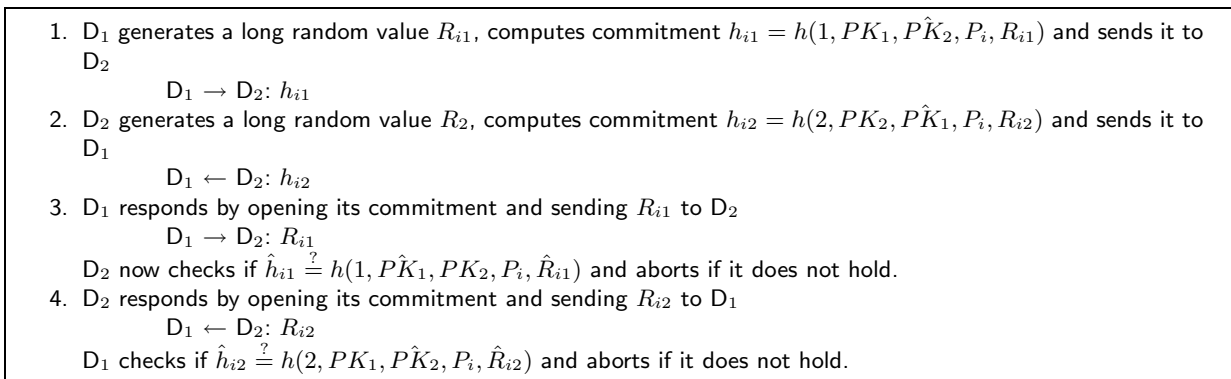 1. D₁ generates a long random value R_{i1}, computes commitment h_{i1} = h(1, PK₁, P\hat{K}₂, P_i, R_{i1}) and sends it to
D₂
D₁ → D₂: h_{i1}
2. D₂ generates a long random value R₂, computes commitment h_{i2} = h(2, PK₂, P\hat{K}₁, P_i, R_{i2}) and sends it to
D₁
D₁ ← D₂: h_{i2}
3. D₁ responds by opening its commitment and sending R_{i1} to D₂
D₁ → D₂: R_{i1}
D₂ now checks if \hat{h}_{i1} ≟ h(1, P\hat{K}₁, PK₂, P_i, \hat{R}_{i1}) and aborts if it does not hold.
4. D₂ responds by opening its commitment and sending R_{i2} to D₁
D₁ ← D₂: R_{i2}
D₁ checks if \hat{h}_{i2} ≟ h(2, PK₁, P\hat{K}₂, P_i, \hat{R}_{i2}) and aborts if it does not hold.